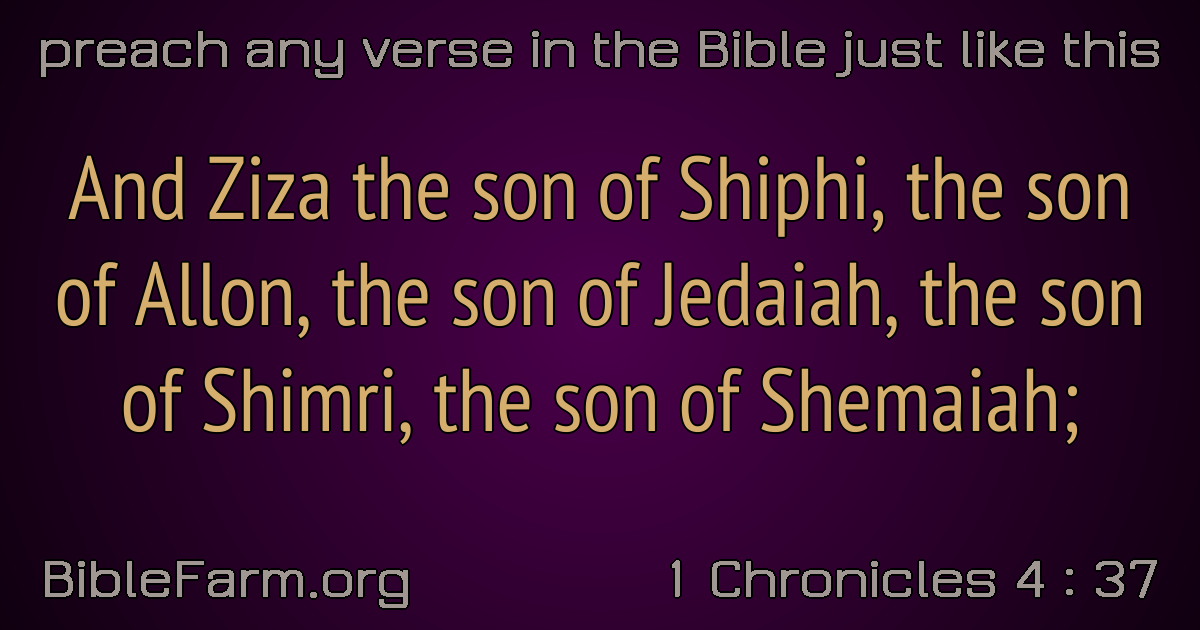 preach any verse in the Bible just like this
And Ziza the son of Shiphi, the son
of Allon, the son of Jedaiah, the son
of Shimri, the son of Shemaiah;
BibleFarm.org
1 Chronicles 4 : 37